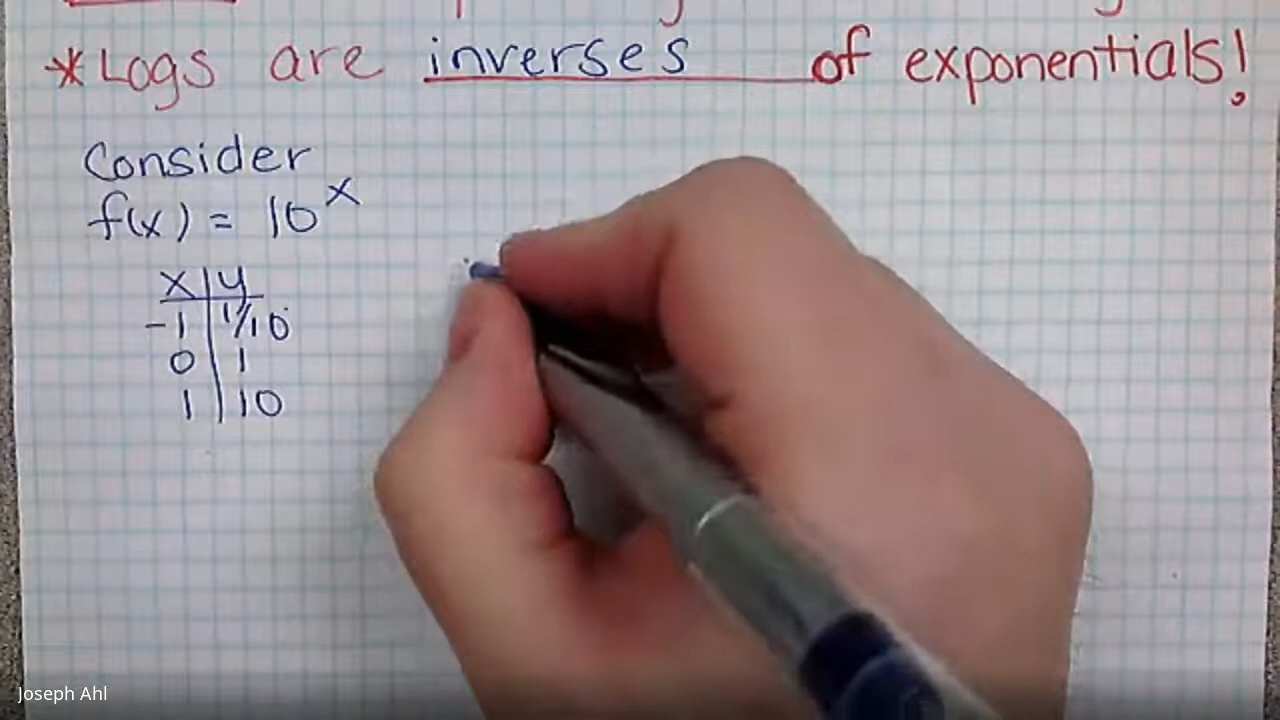 *Logs are inverses of exponentials!
Consider
f(x) = 10^x
x | y
-1 | 1/10
0 | 1
1 | 10
Joseph Ahl